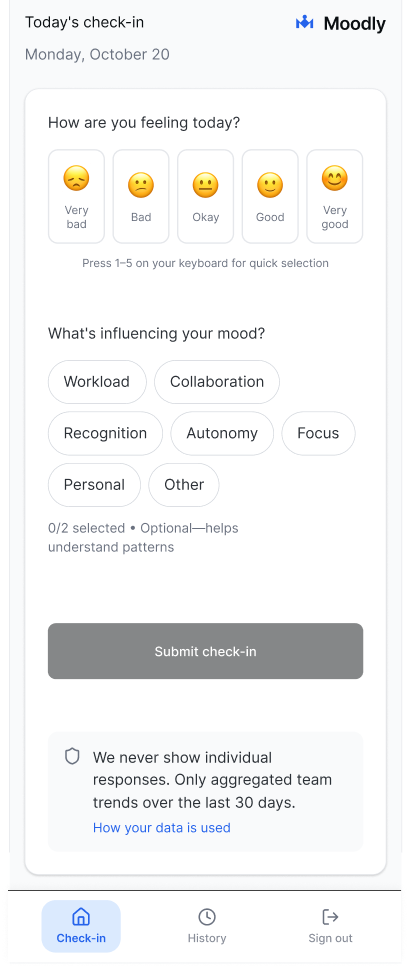 Today's check-in
Moodly
Monday, October 20
How are you feeling today?
Very
bad
Bad
Okay
Good
Very
good
Press 1–5 on your keyboard for quick selection
What's influencing your mood?
Workload
Collaboration
Recognition
Autonomy
Focus
Personal
Other
0/2 selected • Optional—helps
understand patterns
Submit check-in
We never show individual
responses. Only aggregated team
trends over the last 30 days.
How your data is used
Check-in
History
Sign out